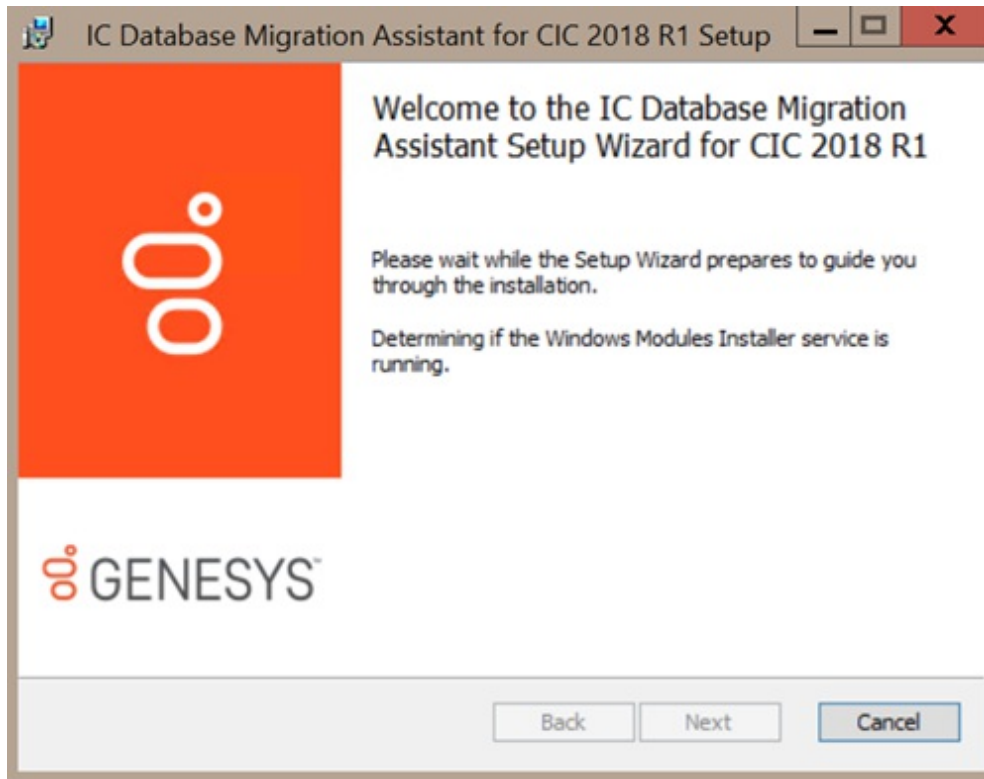 IC Database Migration Assistant for CIC 2018 R1 Setup
Welcome to the IC Database Migration
Assistant Setup Wizard for CIC 2018 R1
Please wait while the Setup Wizard prepares to guide you
through the installation.
Determining if the Windows Modules Installer service is
running.
GENESYS™
Back
Next
Cancel